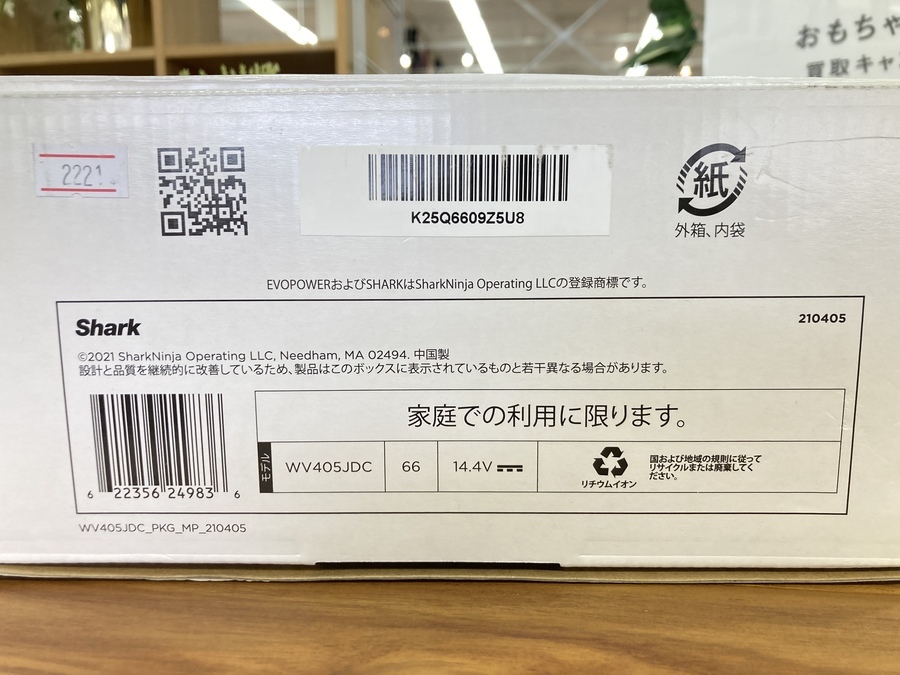 おもちゃ
買取キャ
2221
K25Q6609Z5U8
紙
外箱、内袋
EVOPOWERおよびSHARKはSharkNinja Operating LLCの登録商標です。
Shark
210405
©2021 SharkNinja Operating LLC, Needham, MA 02494. 中国製
設計と品質を継続的に改善しているため、製品はこのボックスに表示されているものと若干異なる場合があります。
家庭での利用に限ります。
モデル
WV405JDC
66
14.4V
リチウムイオン
国および地域の規則に従って
リサイクルまたは廃棄してく
ださい。
6 22356 24983 6
WV405JDC_PKG_MP_210405